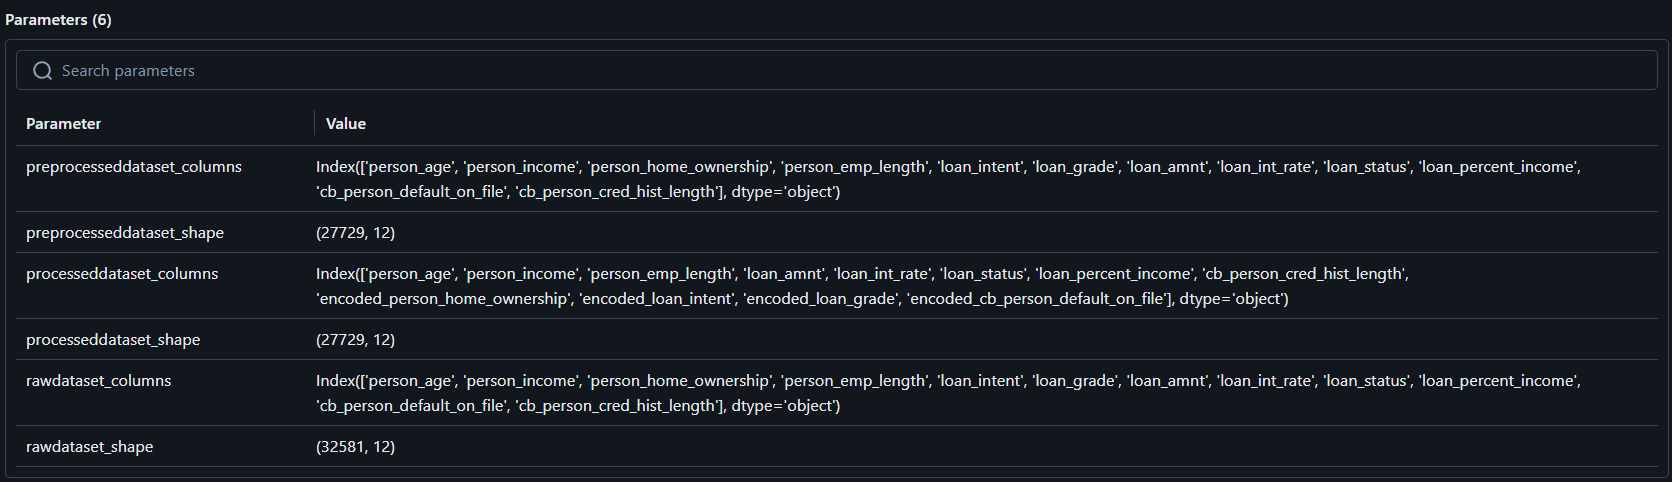 Parameters (6)
Search parameters
Parameter Value
preprocesseddataset_columns Index(['person_age', 'person_income', 'person_home_ownership', 'person_emp_length', 'loan_intent', 'loan_grade', 'loan_amnt', 'loan_int_rate', 'loan_status', 'loan_percent_income',
'cb_person_default_on_file', 'cb_person_cred_hist_length'], dtype='object')
preprocesseddataset_shape (27729, 12)
processeddataset_columns Index(['person_age', 'person_income', 'person_emp_length', 'loan_amnt', 'loan_int_rate', 'loan_status', 'loan_percent_income', 'cb_person_cred_hist_length',
'encoded_person_home_ownership', 'encoded_loan_intent', 'encoded_loan_grade', 'encoded_cb_person_default_on_file'], dtype='object')
processeddataset_shape (27729, 12)
rawdataset_columns Index(['person_age', 'person_income', 'person_home_ownership', 'person_emp_length', 'loan_intent', 'loan_grade', 'loan_amnt', 'loan_int_rate', 'loan_status', 'loan_percent_income',
'cb_person_default_on_file', 'cb_person_cred_hist_length'], dtype='object')
rawdataset_shape (32581, 12)